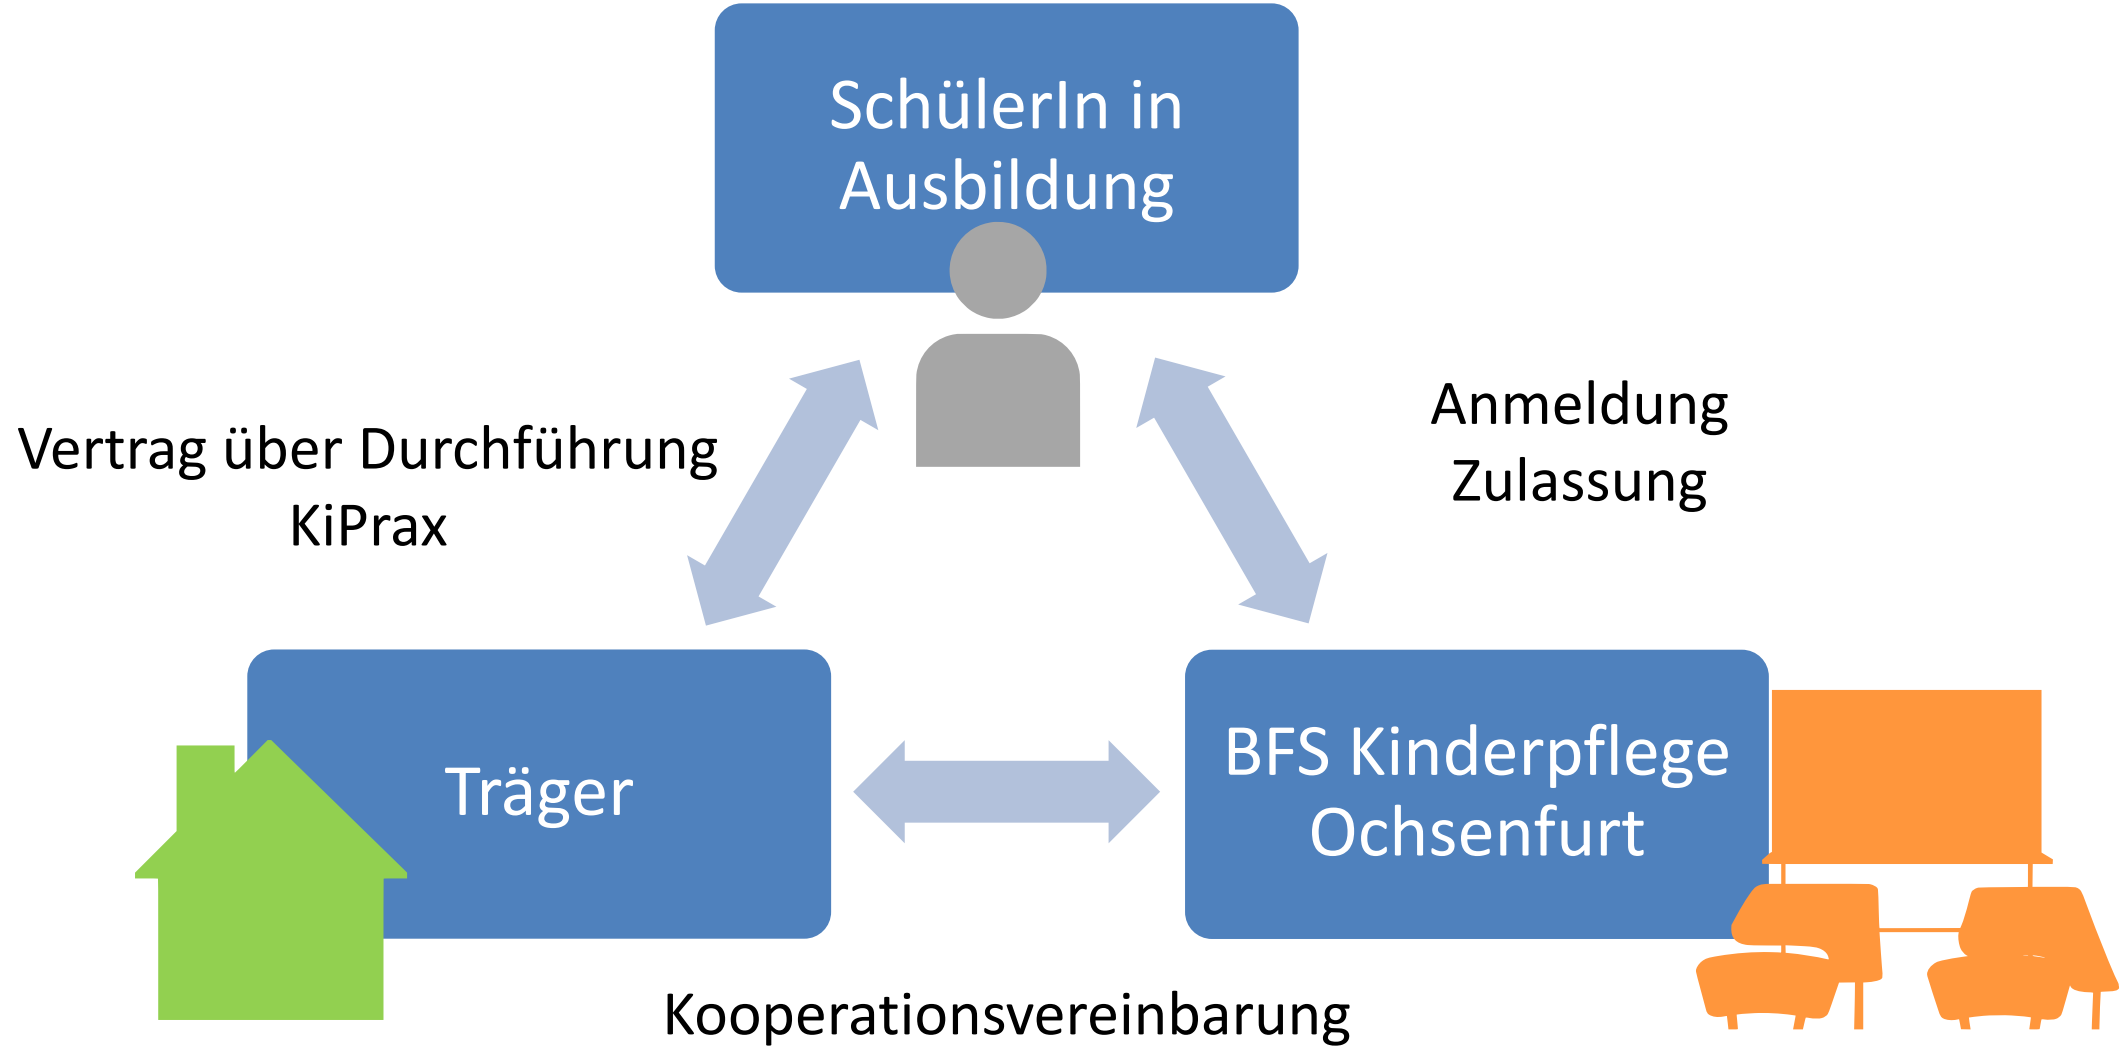 SchülerIn in
Ausbildung
Vertrag über Durchführung
KiPrax
Anmeldung
Zulassung
Träger
BFS Kinderpflege
Ochsenfurt
Kooperationsvereinbarung